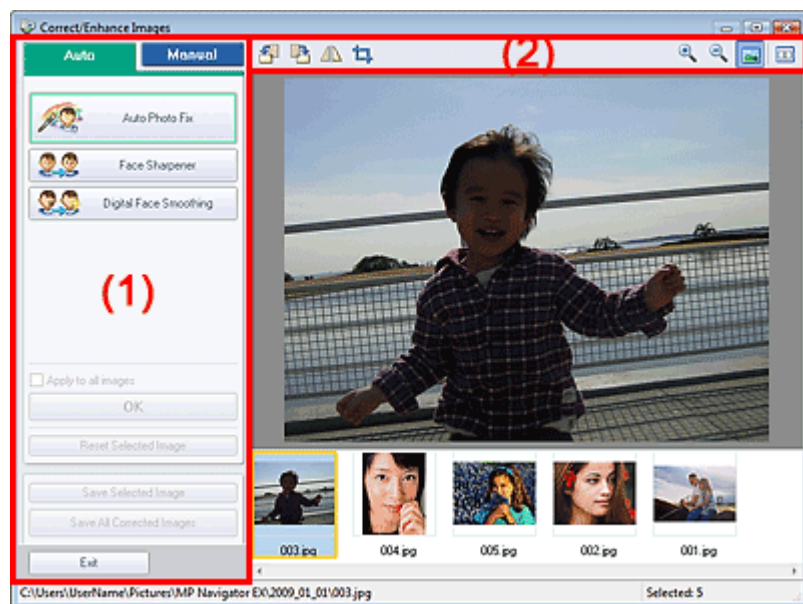 Correct/Enhance Images
Auto
Manual
(2)
Auto Photo Fix
Face Sharpener
Digital Face Smoothing
(1)
Apply to all images
OK
Reset Selected Image
Save Selected Image
Save All Corrected Images
Exit
003.jpg
004.jpg
005.jpg
002.jpg
001.jpg
C:\Users\UserName\Pictures\MP Navigator EX\2009_01_01\003.jpg
Selected: 5